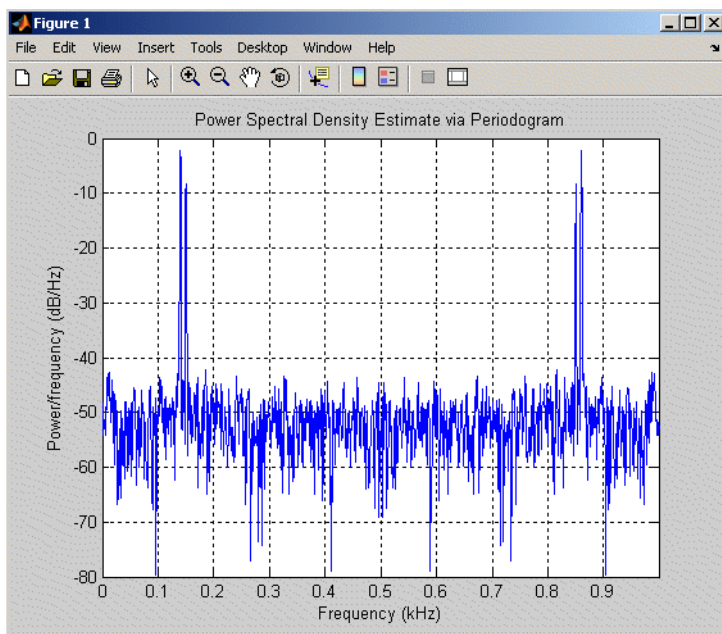 Figure 1
File Edit View Insert Tools Desktop Window Help
Power Spectral Density Estimate via Periodogram
0
-10
-20
-30
-40
-50
-60
-70
-80
Power/frequency (dB/Hz)
0 0.1 0.2 0.3 0.4 0.5 0.6 0.7 0.8 0.9
Frequency (kHz)